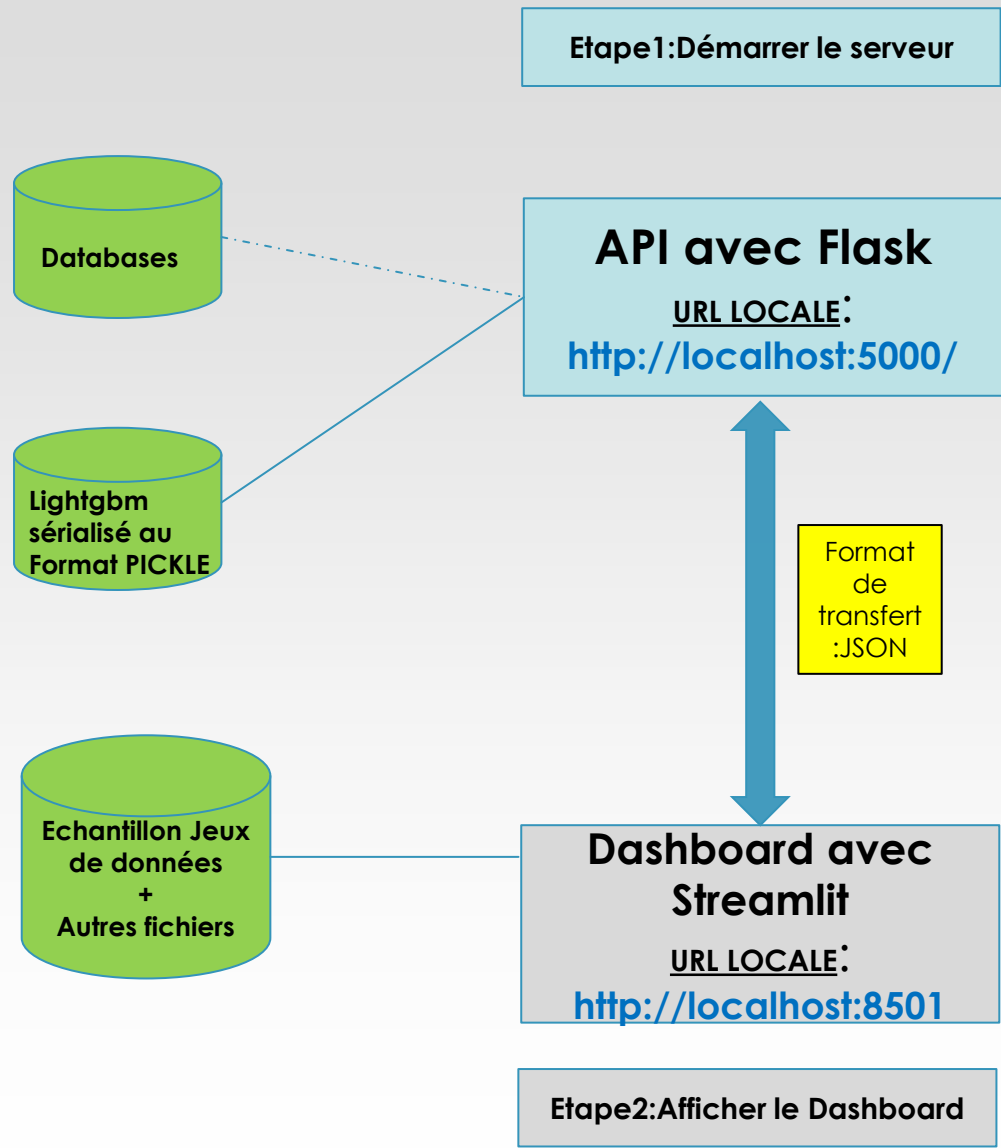 Etape1:Démarrer le serveur
Databases
API avec Flask
URL LOCALE:
http://localhost:5000/
Lightgbm
sérialisé au
Format PICKLE
Format
de
transfert
:JSON
Echantillon Jeux
de données
+
Autres fichiers
Dashboard avec
Streamlit
URL LOCALE:
http://localhost:8501
Etape2:Afficher le Dashboard